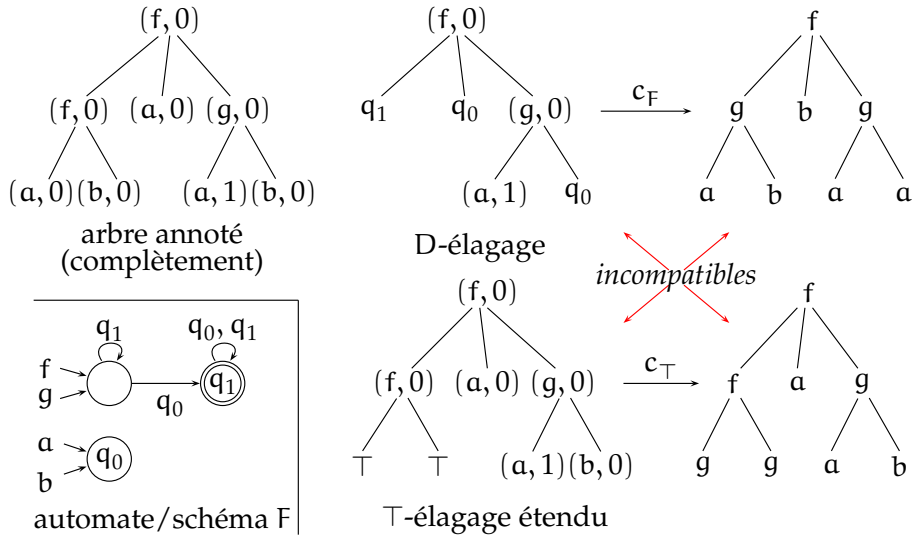 (f, 0)
(f, 0) (a, 0) (g, 0)
(a, 0)(b, 0) (a, 1)(b, 0)
arbre annoté
(complètement)
(f, 0)
q₁ q₀ (g, 0)
(a, 1) q₀
D-élagage
c_F
f
g b g
a b a a
incompatibles
(f, 0)
(f, 0) (a, 0) (g, 0)
⊤ ⊤ (a, 1)(b, 0)
⊤-élagage étendu
c_⊤
f
f a g
g g a b
q₁ q₀, q₁
f
g
q₀
q₁
a
b
q₀
automate/schéma F